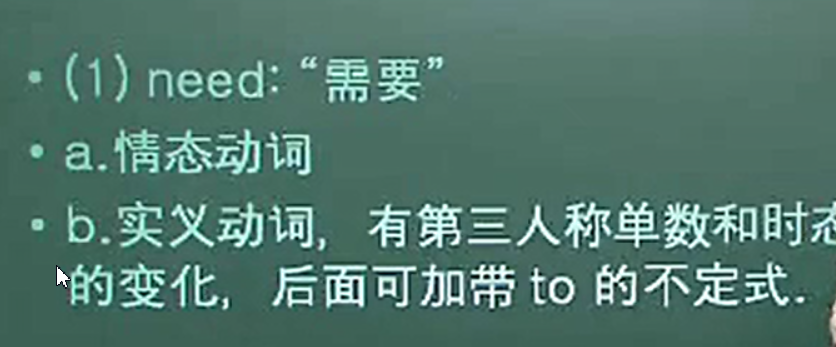 • (1) need: “需要”
• a.情态动词
• b.实义动词, 有第三人称单数和时态
的变化, 后面可加带 to 的不定式.